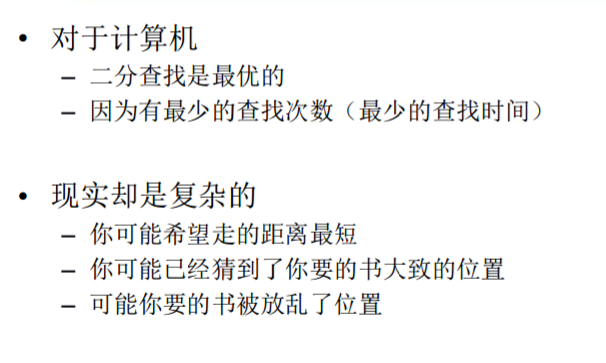 • 对于计算机
– 二分查找是最优的
– 因为有最少的查找次数（最少的查找时间）
• 现实却是复杂的
– 你可能希望走的距离最短
– 你可能已经猜到了你要的书大致的位置
– 可能你要的书被放乱了位置